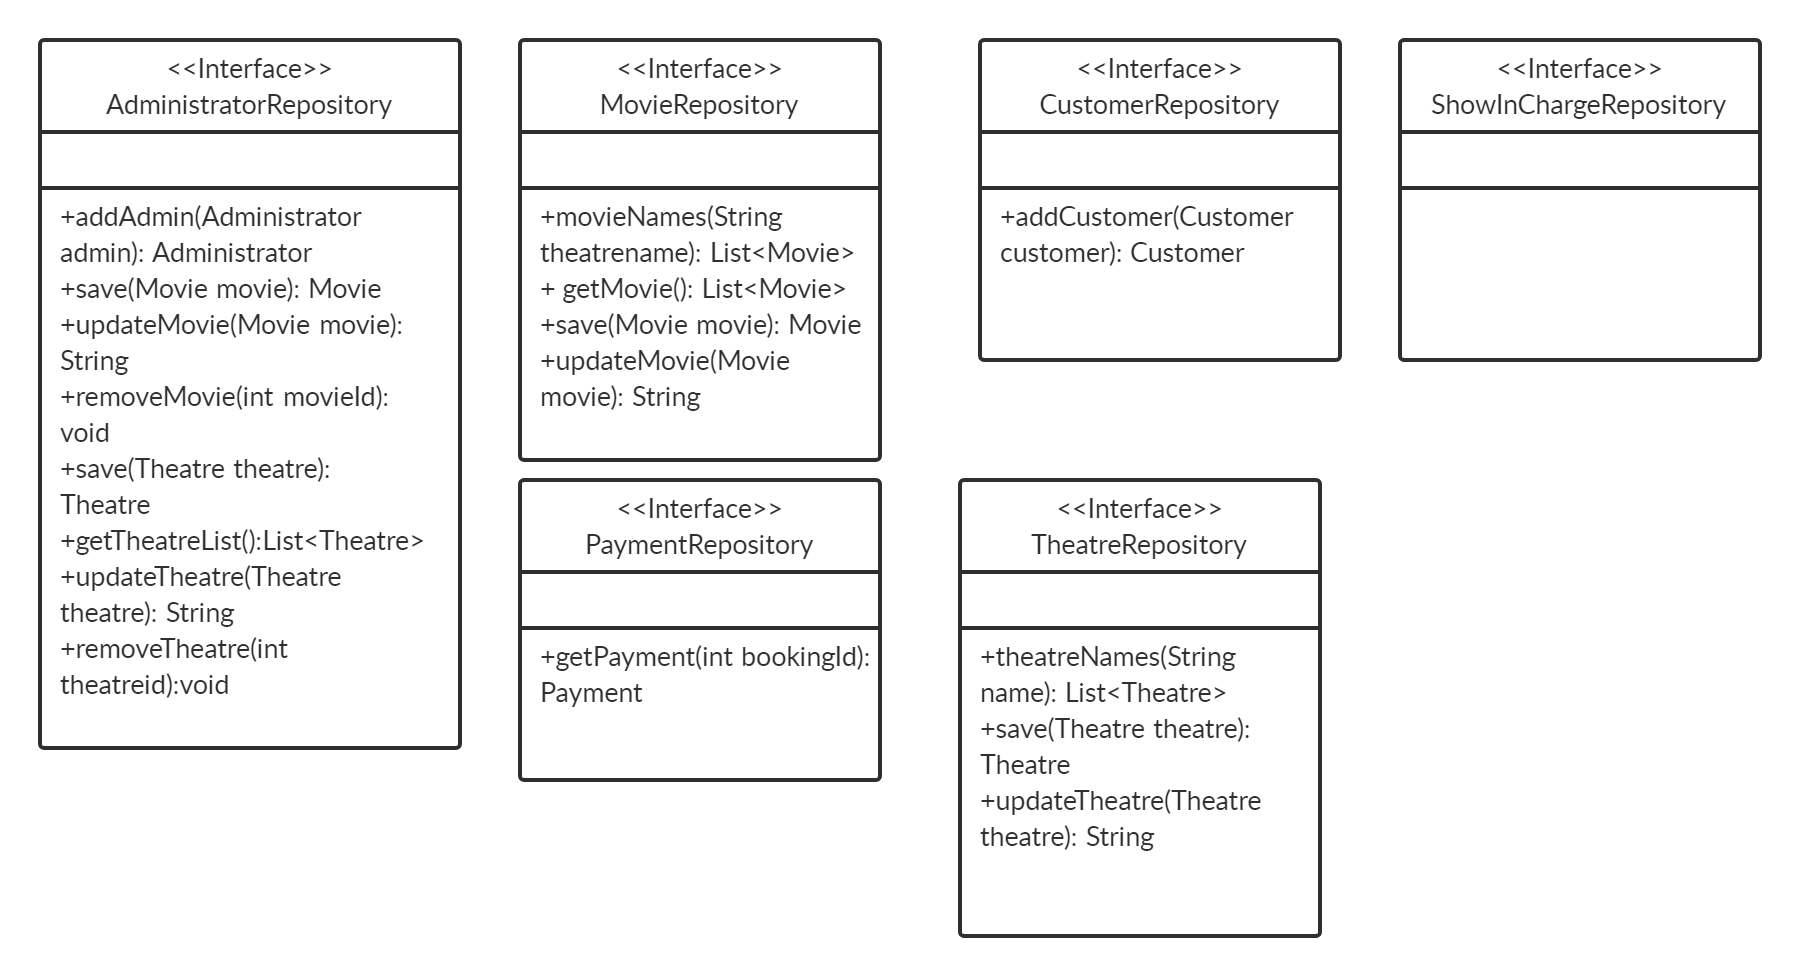 <<Interface>>
AdministratorRepository
+addAdmin(Administrator
admin): Administrator
+save(Movie movie): Movie
+updateMovie(Movie movie):
String
+removeMovie(int movieId):
void
+save(Theatre theatre):
Theatre
+getTheatreList():List<Theatre>
+updateTheatre(Theatre
theatre): String
+removeTheatre(int
theatreid):void
<<Interface>>
MovieRepository
+movieNames(String
theatrename): List<Movie>
+ getMovie(): List<Movie>
+save(Movie movie): Movie
+updateMovie(Movie
movie): String
<<Interface>>
CustomerRepository
+addCustomer(Customer
customer): Customer
<<Interface>>
ShowInChargeRepository
<<Interface>>
PaymentRepository
+getPayment(int bookingId):
Payment
<<Interface>>
TheatreRepository
+theatreNames(String
name): List<Theatre>
+save(Theatre theatre):
Theatre
+updateTheatre(Theatre
theatre): String